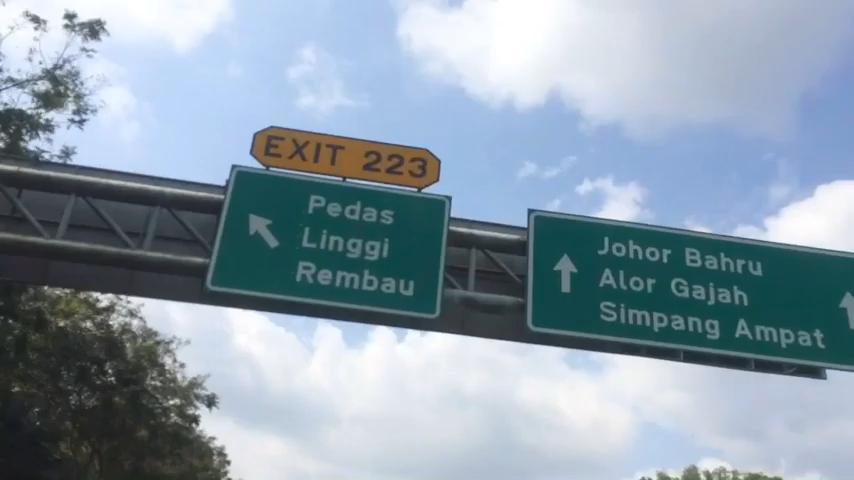 EXIT 223
Pedas
Linggi
Rembau
Johor Bahru
Alor Gajah
Simpang Ampat